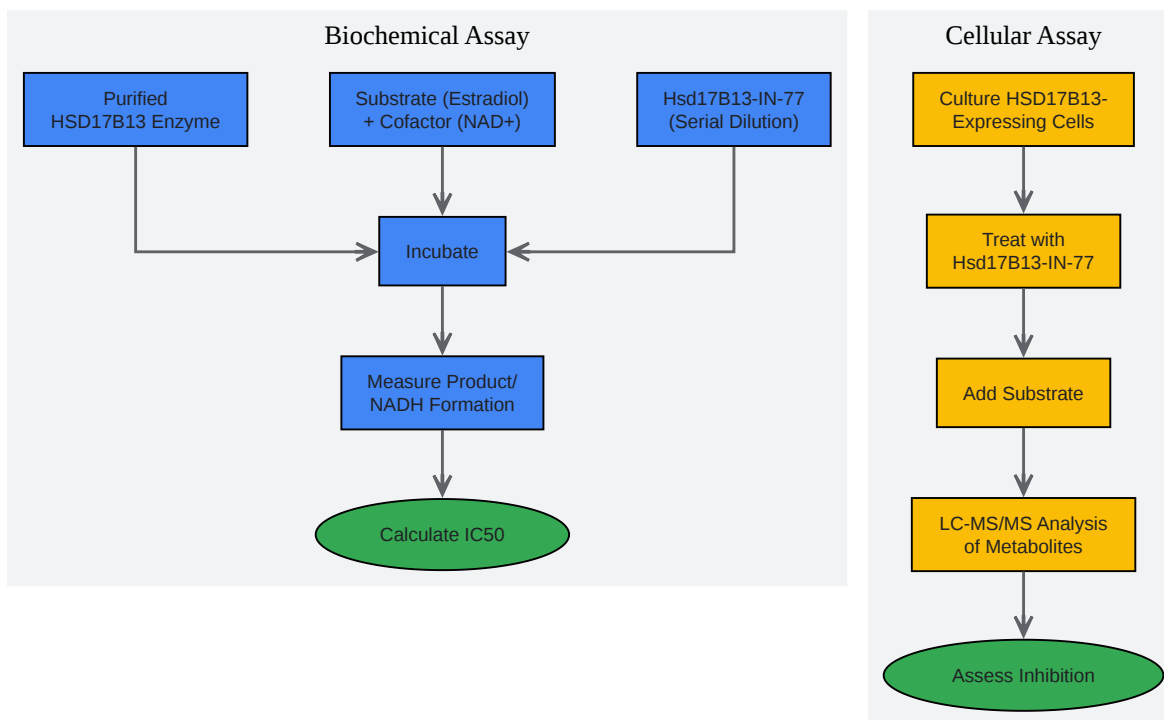 Biochemical Assay
Purified
HSD17B13 Enzyme
Substrate (Estradiol)
+ Cofactor (NAD+)
Hsd17B13-IN-77
(Serial Dilution)
Incubate
Measure Product/
NADH Formation
Calculate IC50
Cellular Assay
Culture HSD17B13-
Expressing Cells
Treat with
Hsd17B13-IN-77
Add Substrate
LC-MS/MS Analysis
of Metabolites
Assess Inhibition